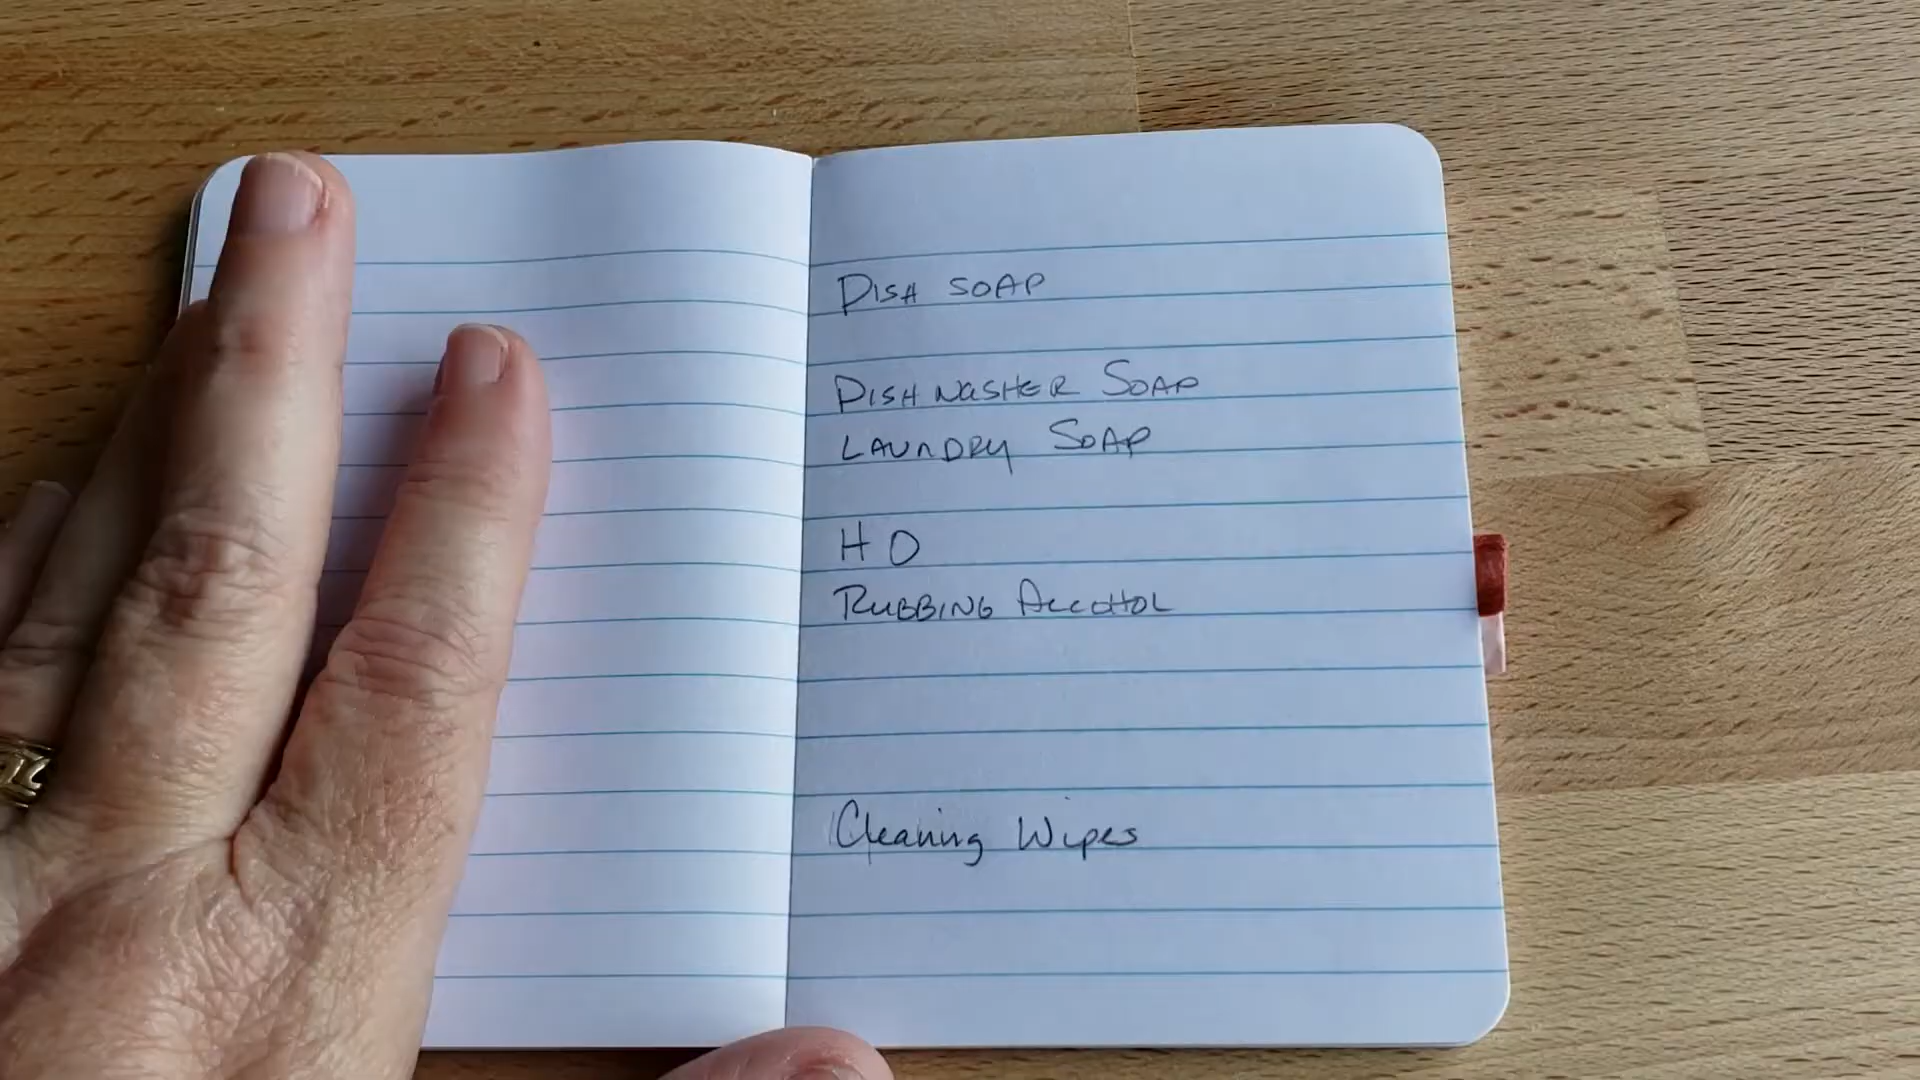 DISH SOAP
DISHWASHER SOAP
LAUNDRY SOAP
H O
RUBBING ALCOHOL
Cleaning Wipes